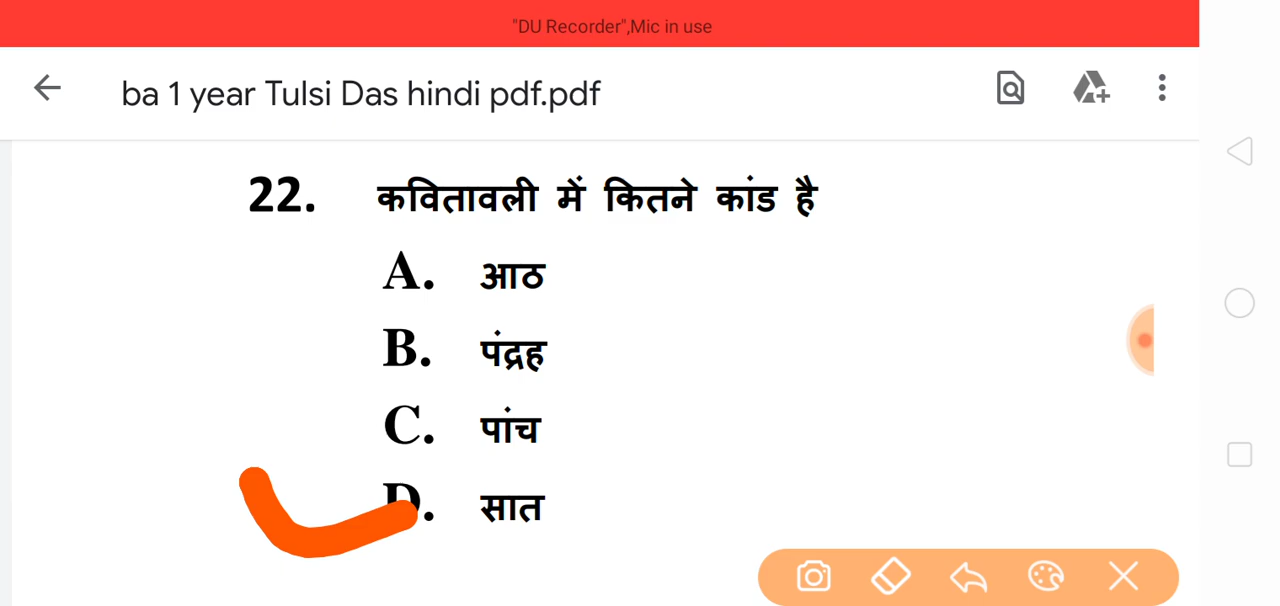 "DU Recorder",Mic in use
ba 1 year Tulsi Das hindi pdf.pdf
22. कवितावली में कितने कांड है
A. आठ
B. पंद्रह
C. पांच
D. सात